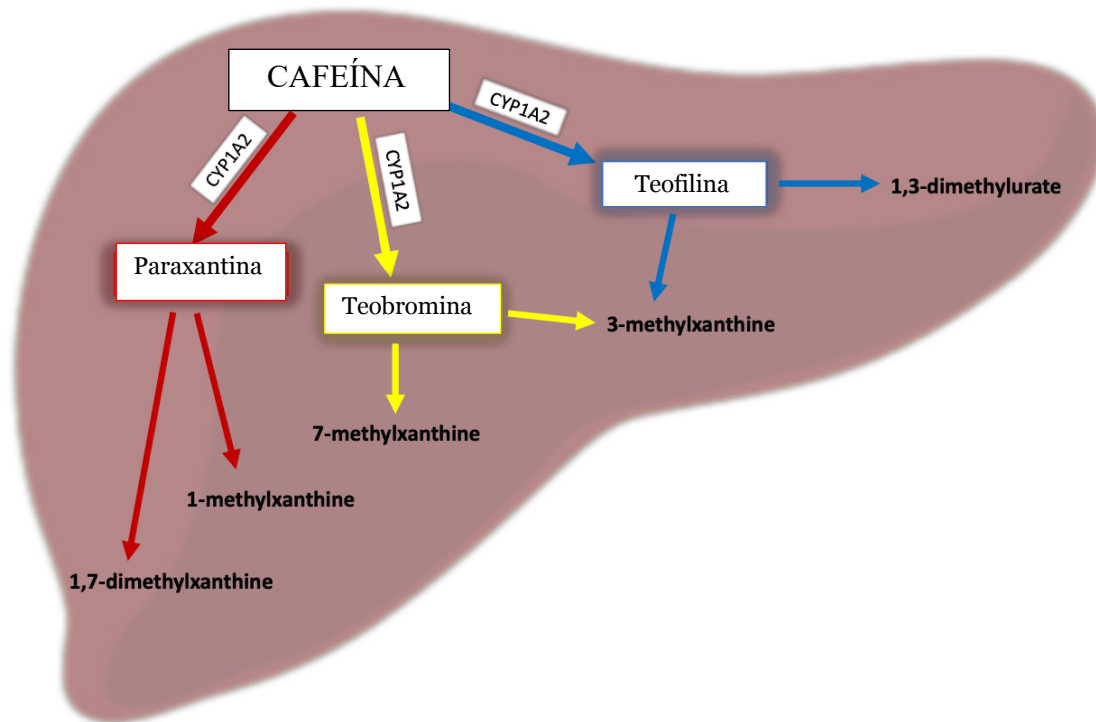 CAFEÍNA
CYP1A2
CYP1A2
CYP1A2
Teofilina
1,3-dimethylurate
Paraxantina
Teobromina
3-methylxanthine
7-methylxanthine
1-methylxanthine
1,7-dimethylxanthine